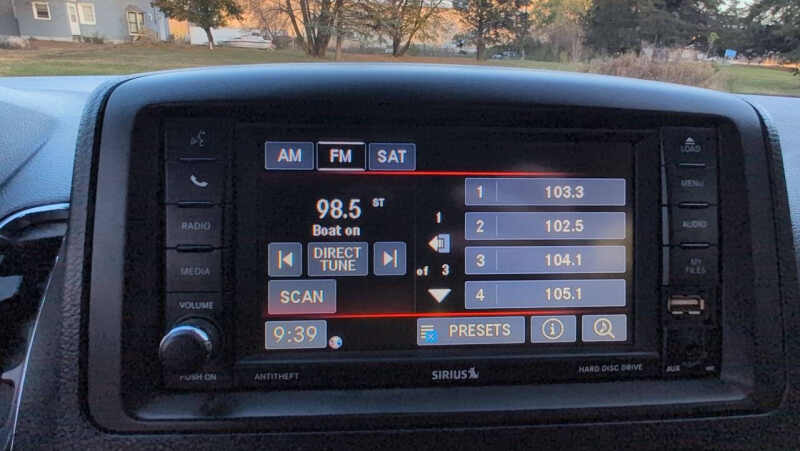 AM FM SAT
98.5 ST
Boat on
DIRECT
TUNE
SCAN
9:39
1
of 3
1 103.3
2 102.5
3 104.1
4 105.1
PRESETS
RADIO
MEDIA
VOLUME
PUSH ON
ANTITHEFT
SIRIUS
HARD DISC DRIVE
LOAD
MENU
AUDIO
MY
FILES
AUX